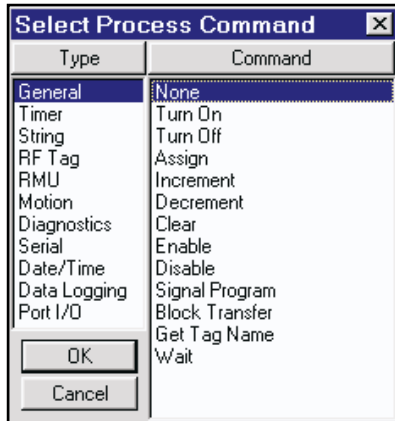 Select Process Command
Type
Command
General
Timer
String
RF Tag
RMU
Motion
Diagnostics
Serial
Date/Time
Data Logging
Port I/O
None
Turn On
Turn Off
Assign
Increment
Decrement
Clear
Enable
Disable
Signal Program
Block Transfer
Get Tag Name
Wait
OK
Cancel